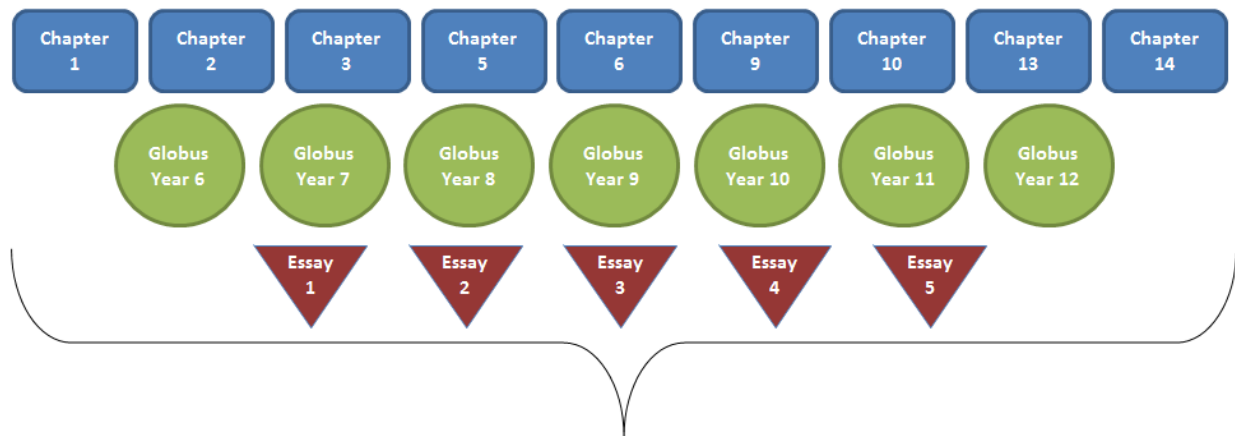 Chapter
1
Chapter
2
Chapter
3
Chapter
5
Chapter
6
Chapter
9
Chapter
10
Chapter
13
Chapter
14
Globus
Year 6
Globus
Year 7
Globus
Year 8
Globus
Year 9
Globus
Year 10
Globus
Year 11
Globus
Year 12
Essay
1
Essay
2
Essay
3
Essay
4
Essay
5